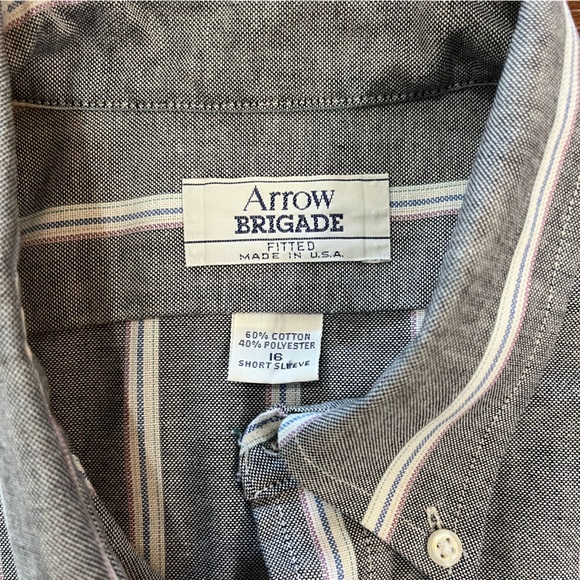 Arrow
BRIGADE
FITTED
MADE IN U.S.A.
60% COTTON
40% POLYESTER
16
SHORT SLEEVE